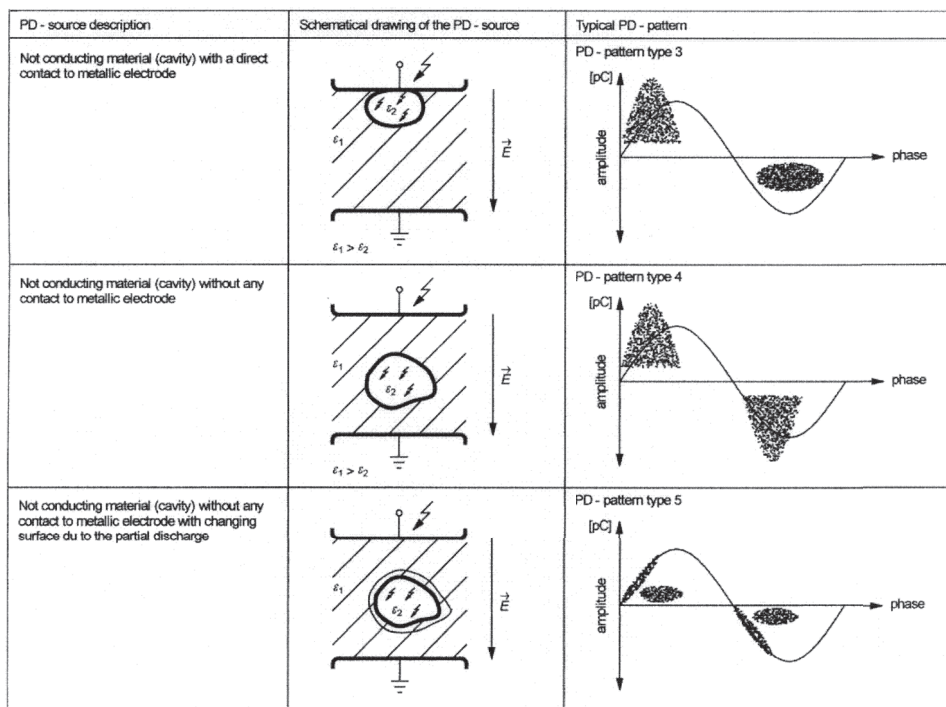 PD - source description
Schematical drawing of the PD - source
Typical PD - pattern
Not conducting material (cavity) with a direct
contact to metallic electrode
ε2
ε1
E
ε1 > ε2
PD - pattern type 3
[pC]
amplitude
phase
Not conducting material (cavity) without any
contact to metallic electrode
ε1
ε2
E
ε1 > ε2
PD - pattern type 4
[pC]
amplitude
phase
Not conducting material (cavity) without any
contact to metallic electrode with changing
surface du to the partial discharge
ε1
ε2
E
PD - pattern type 5
[pC]
amplitude
phase